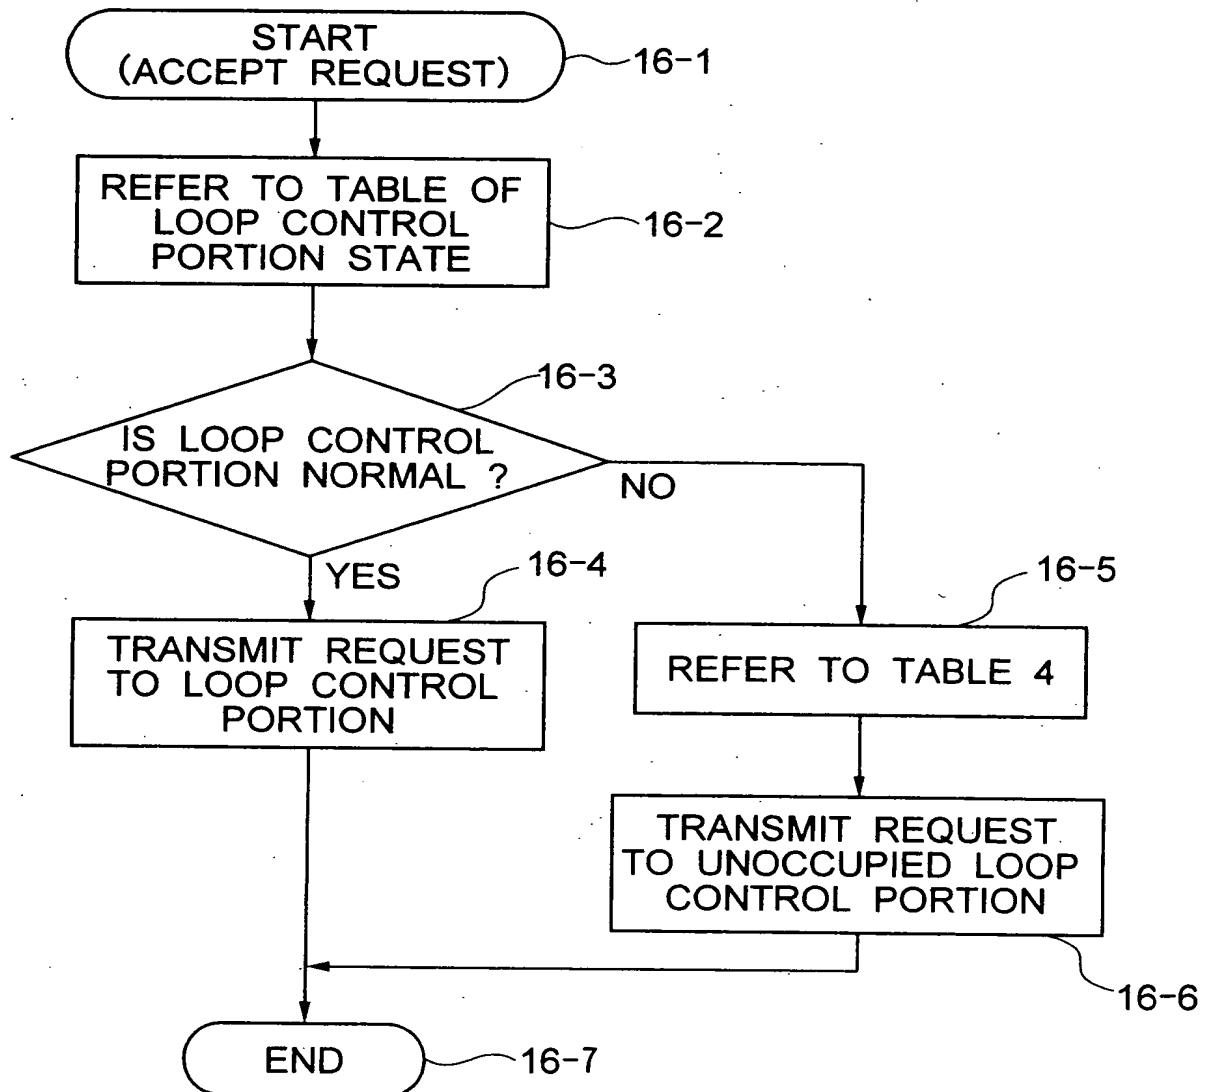 START
(ACCEPT REQUEST)
16-1
REFER TO TABLE OF
LOOP CONTROL
PORTION STATE
16-2
16-3
IS LOOP CONTROL
PORTION NORMAL ?
NO
YES
16-4
TRANSMIT REQUEST
TO LOOP CONTROL
PORTION
16-5
REFER TO TABLE 4
TRANSMIT REQUEST
TO UNOCCUPIED LOOP
CONTROL PORTION
16-6
END
16-7